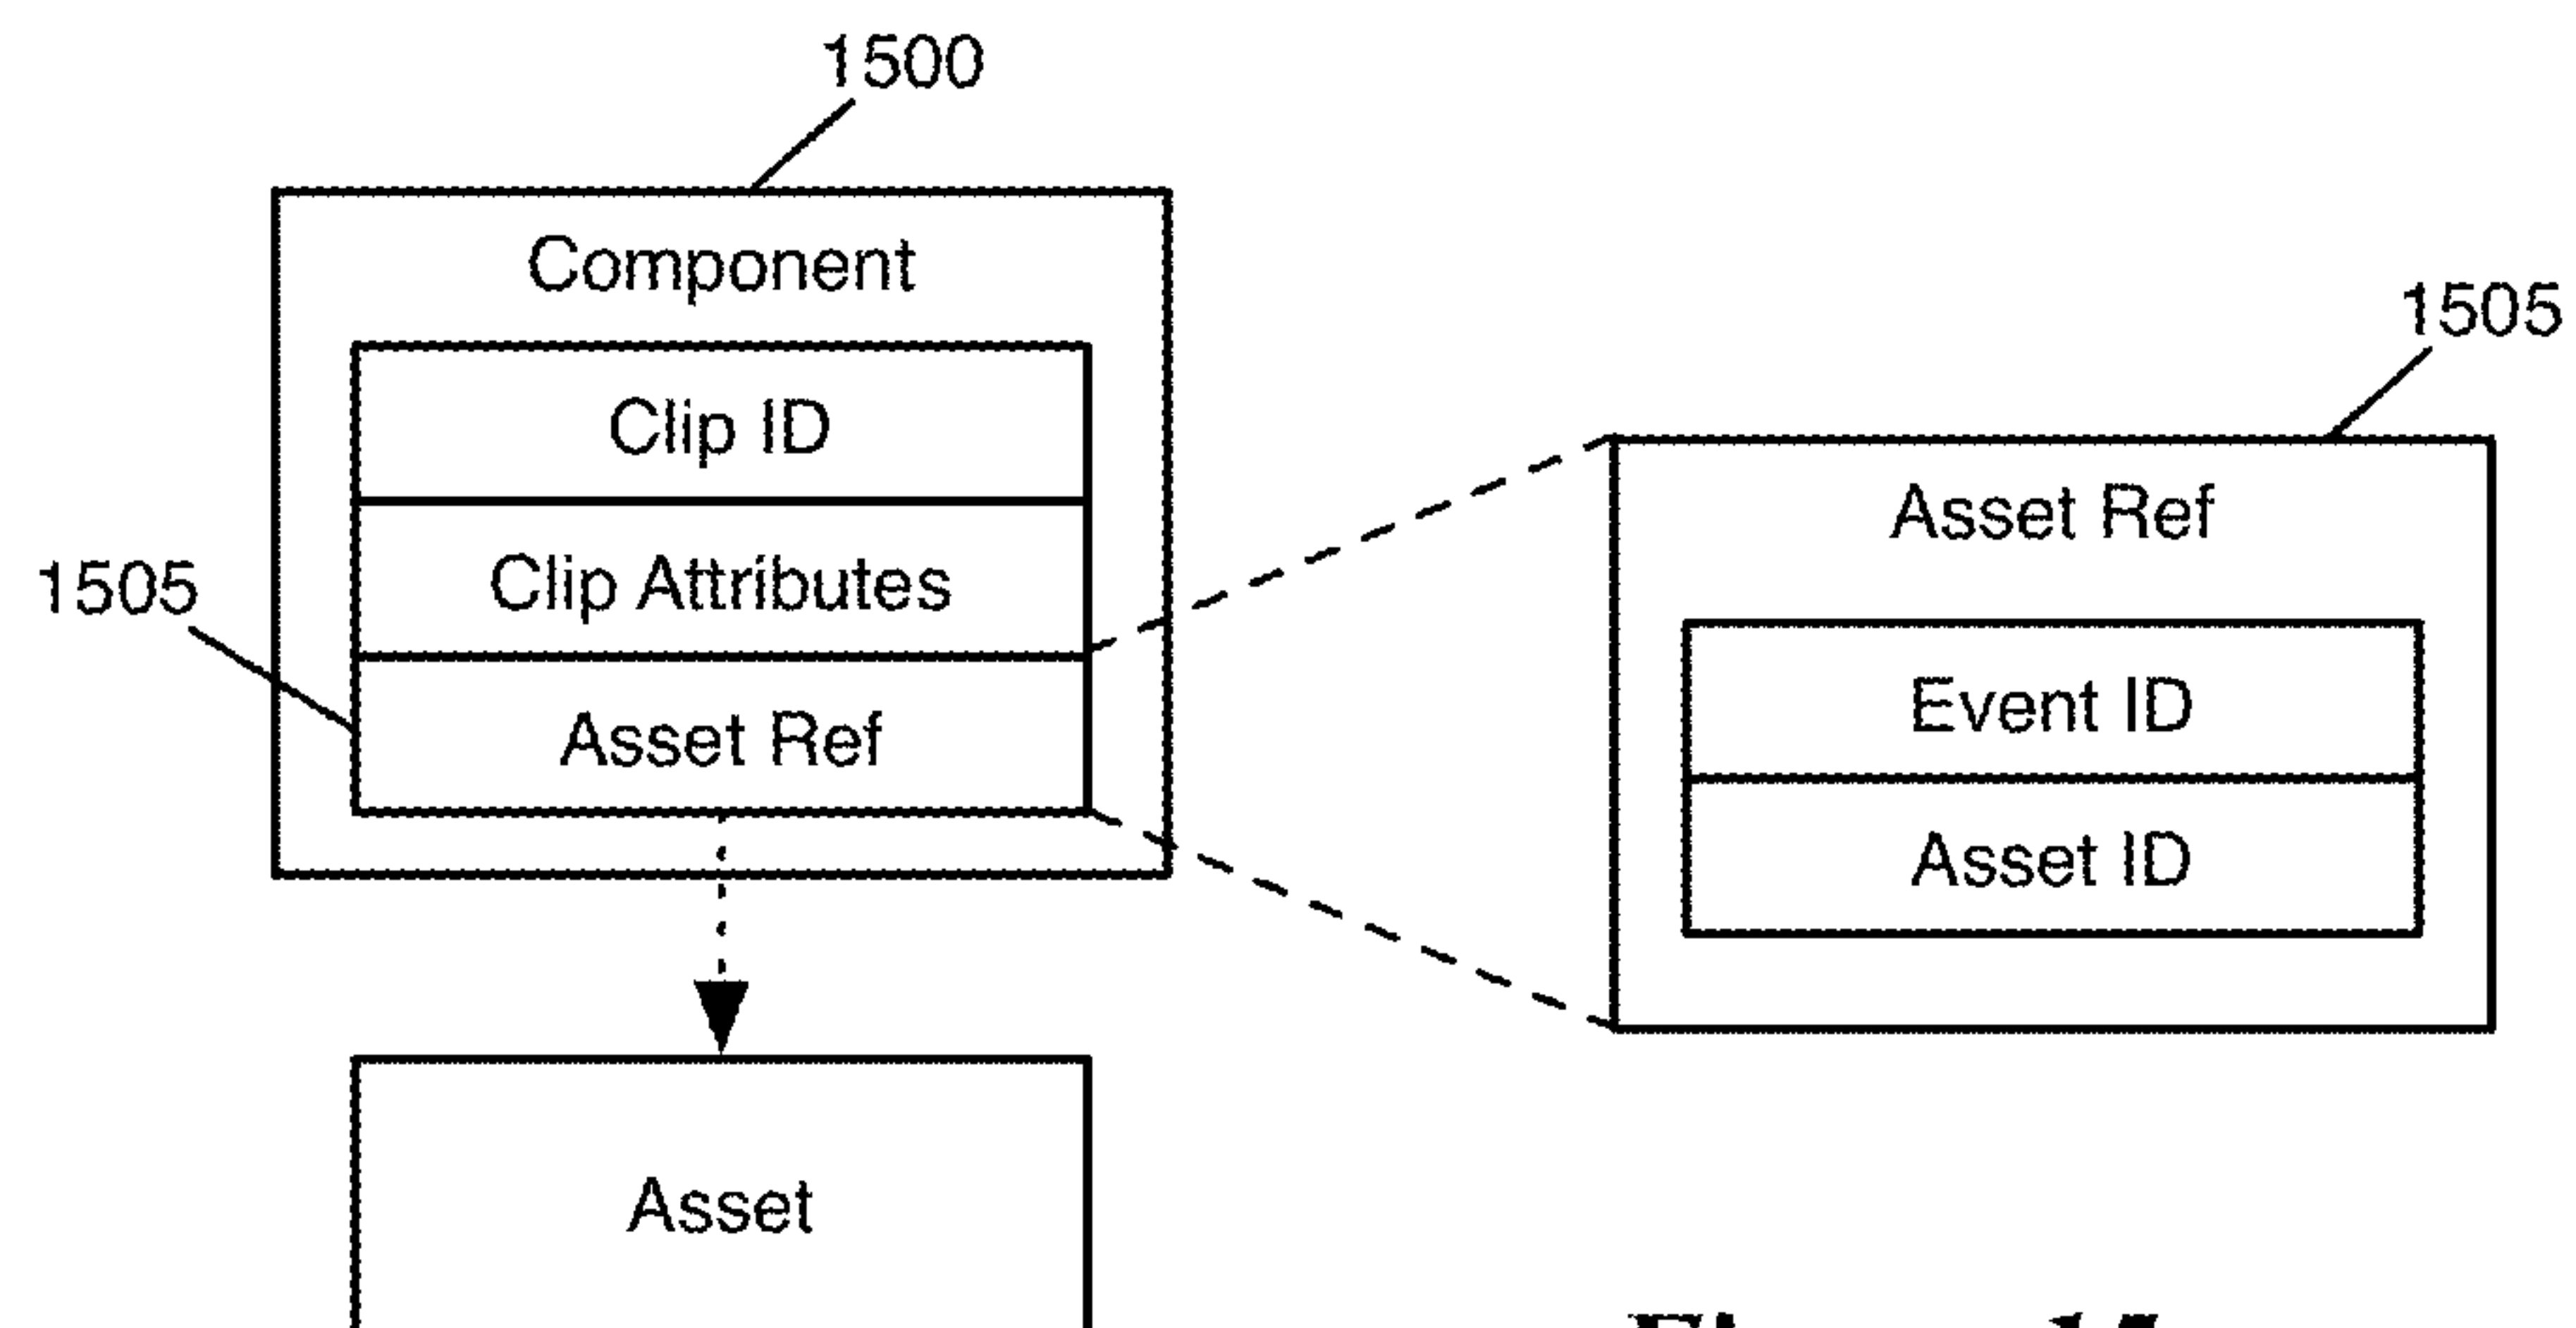 1500
Component
Clip ID
Clip Attributes
1505
Asset Ref
1505
Asset Ref
Event ID
Asset ID
Asset